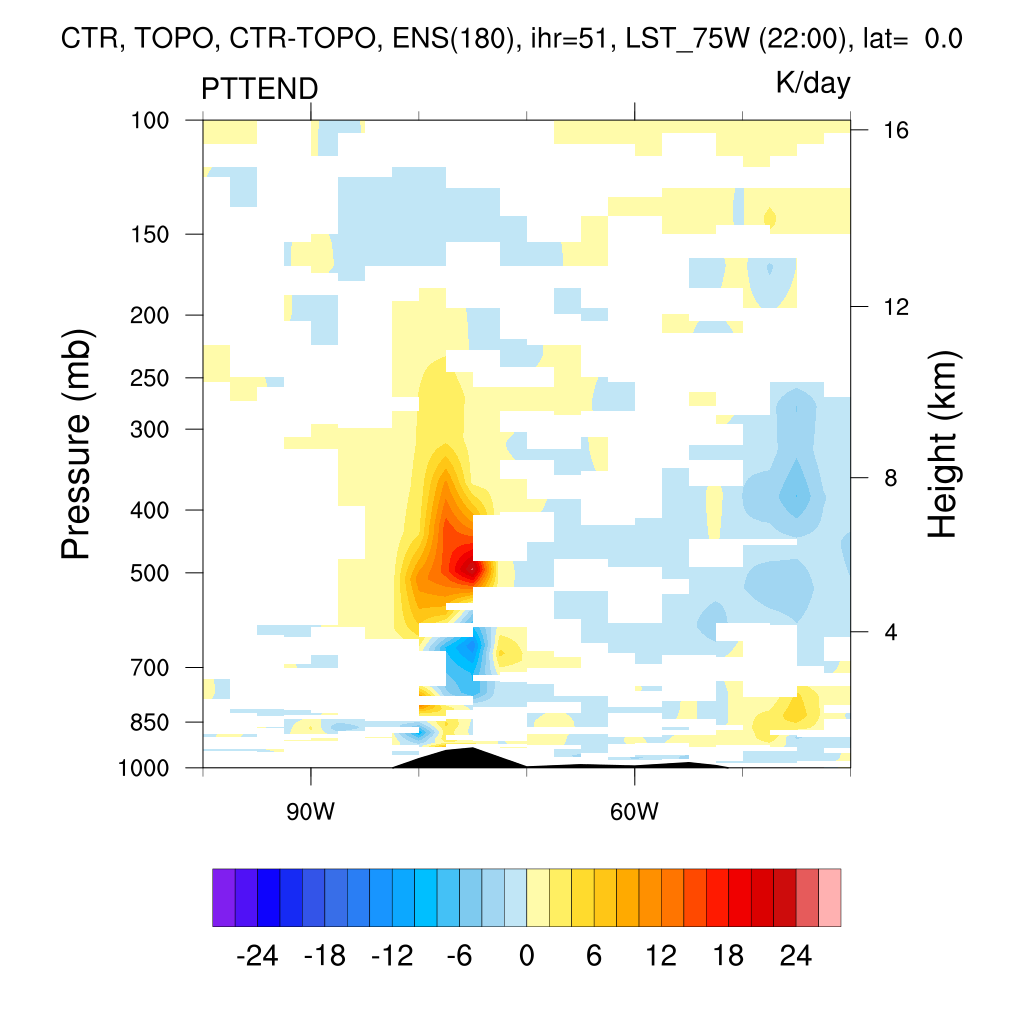 CTR, TOPO, CTR-TOPO, ENS(180), ihr=51, LST_75W (22:00), lat=  0.0
PTTEND K/day
100
150
200
250
300
400
500
700
850
1000
Pressure (mb)
16
12
8
4
Height (km)
90W 60W
-24 -18 -12 -6 0 6 12 18 24